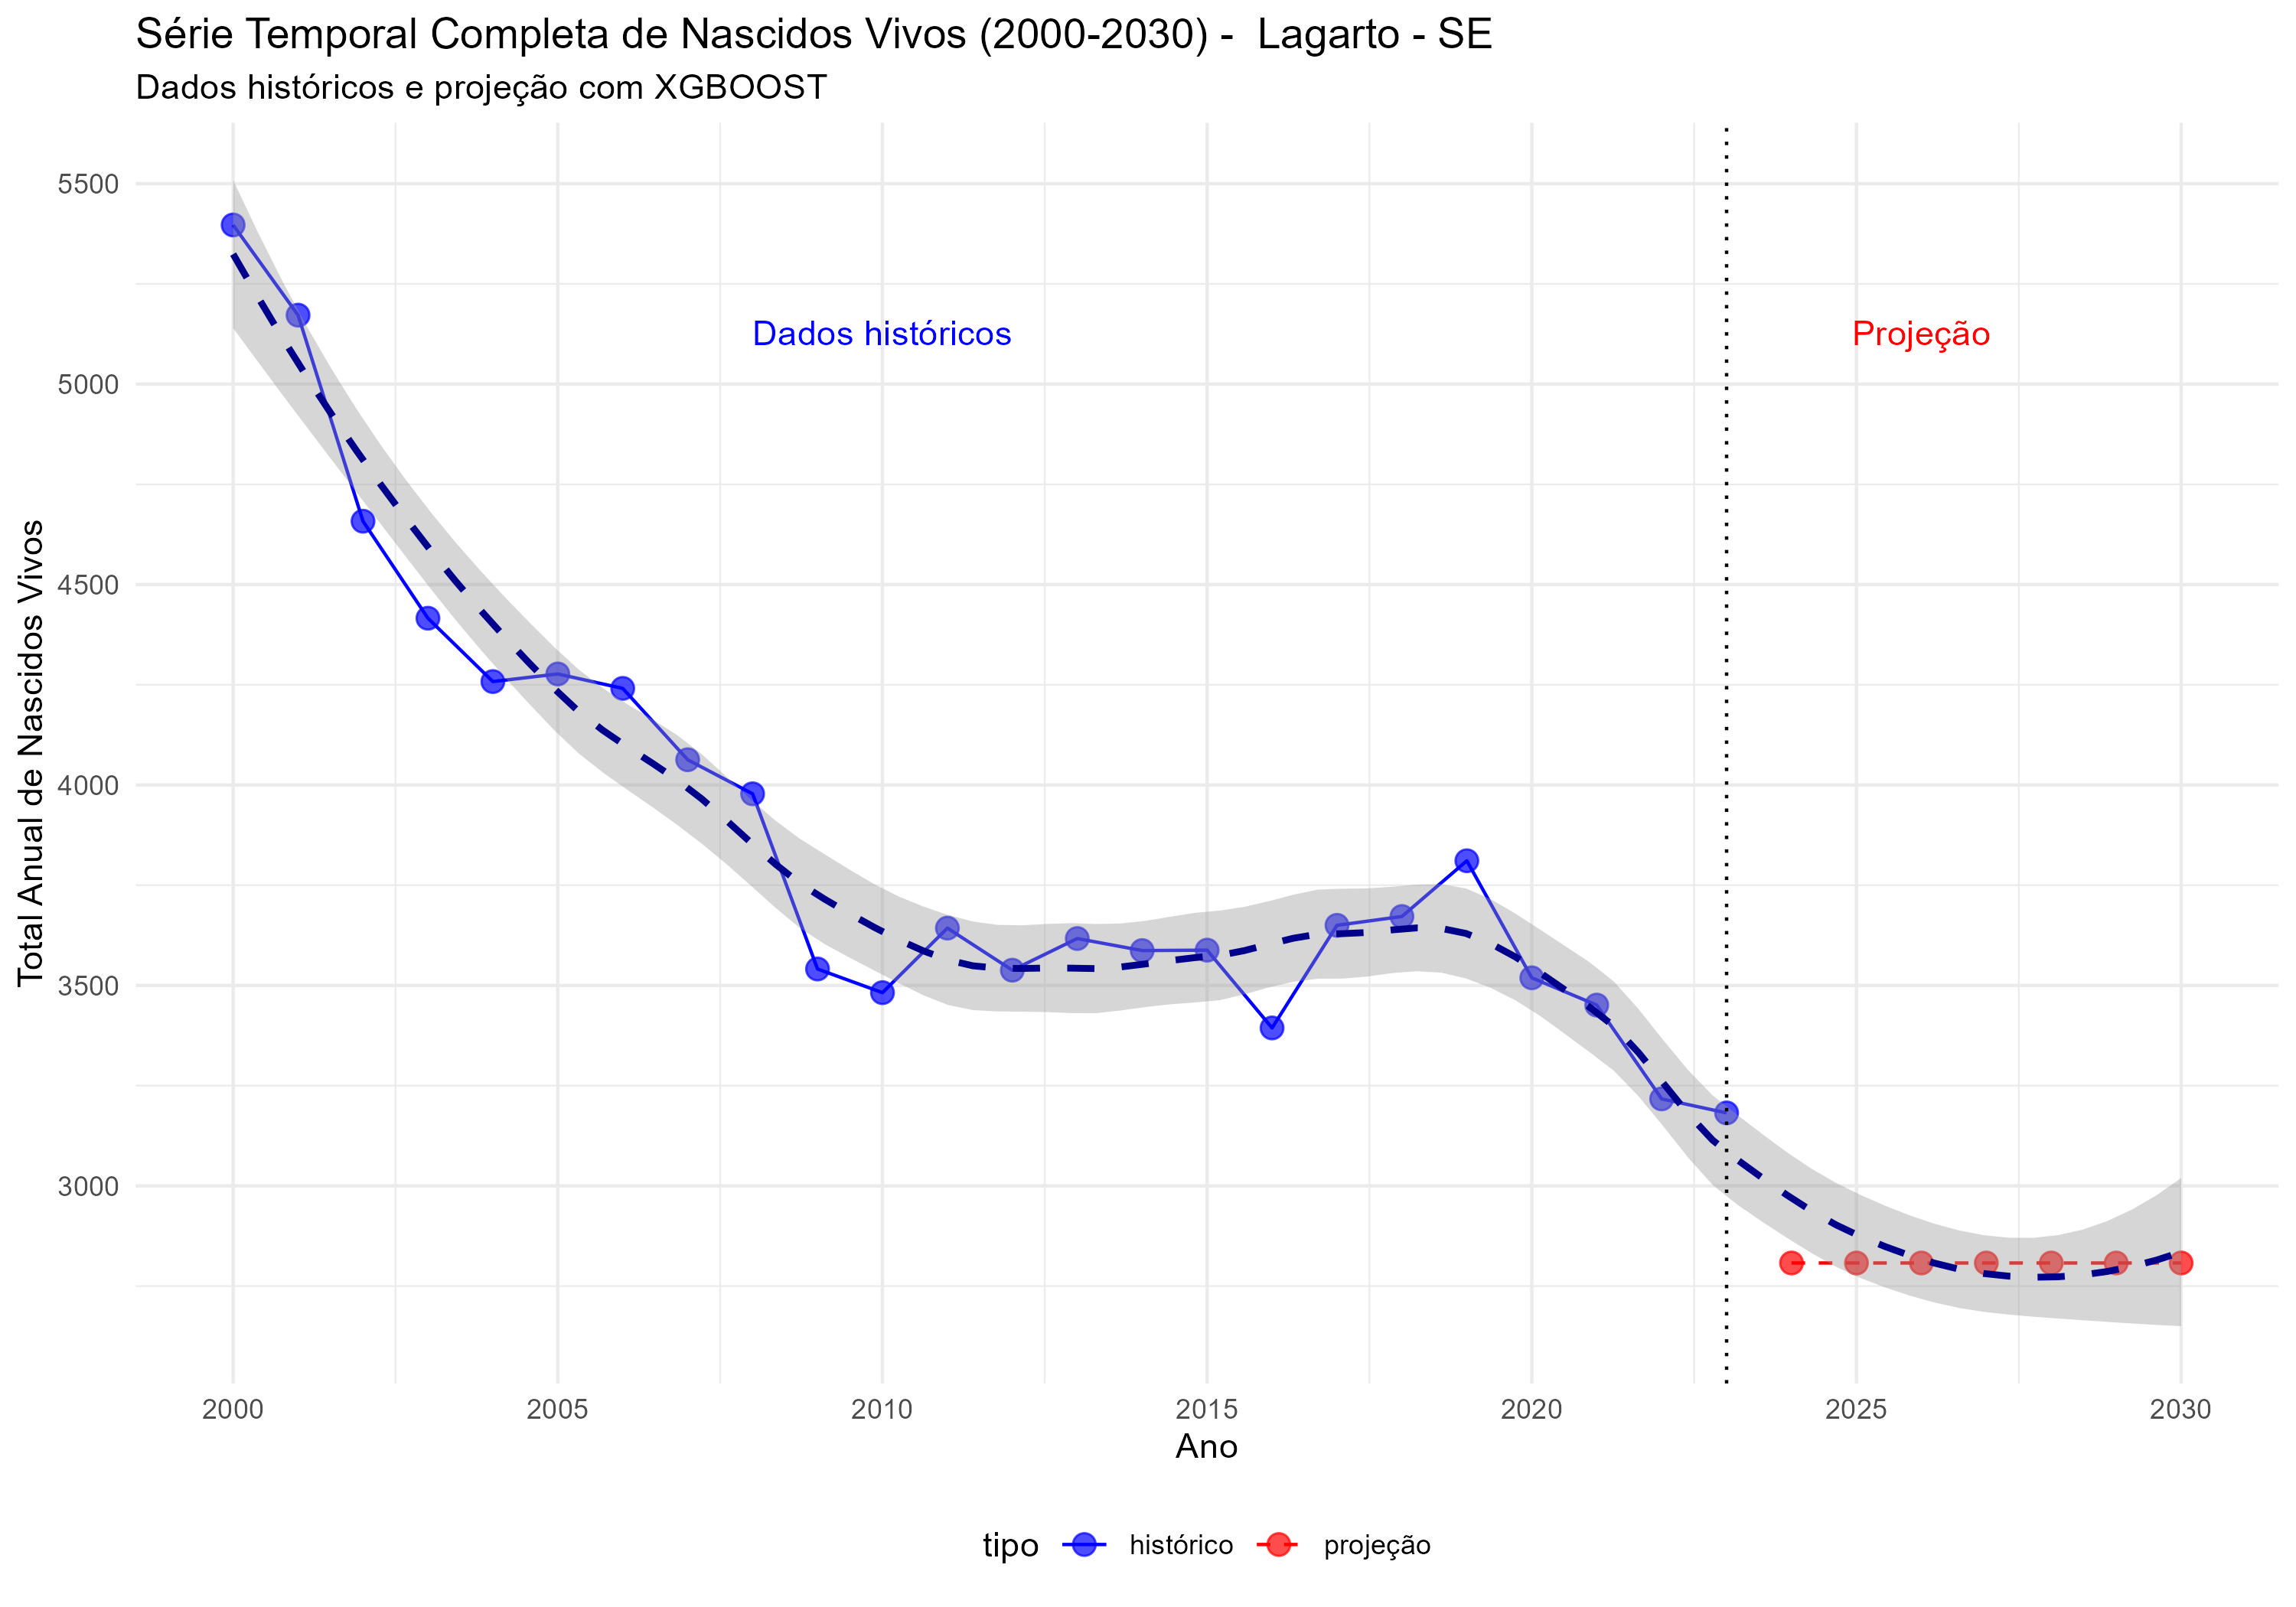 Série Temporal Completa de Nascidos Vivos (2000-2030) -  Lagarto - SE
Dados históricos e projeção com XGBOOST
Total Anual de Nascidos Vivos
5500
5000
4500
4000
3500
3000
Dados históricos
Projeção
2000
2005
2010
2015
2020
2025
2030
Ano
tipo
histórico
projeção